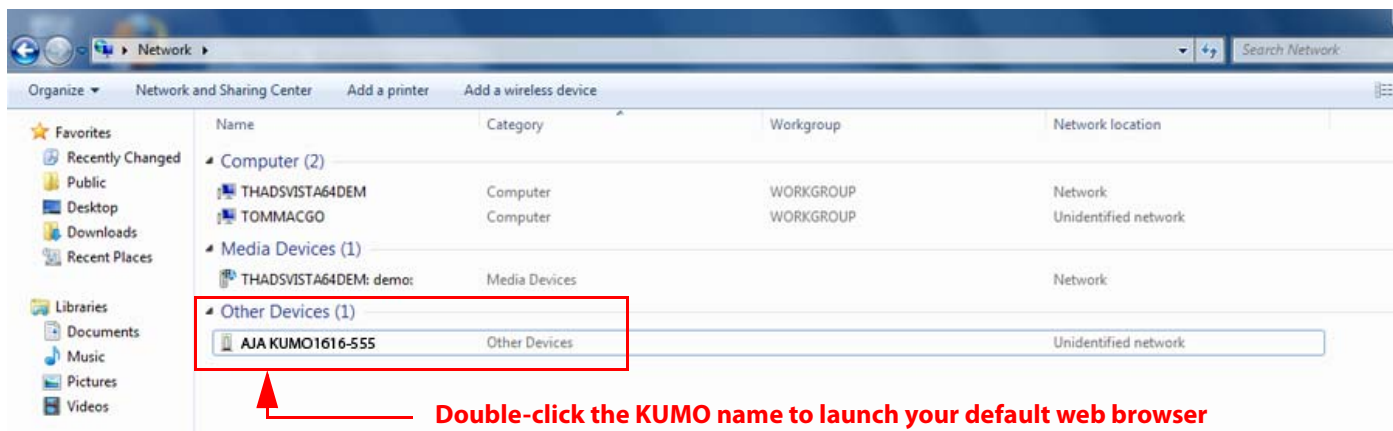 Network
Search Network
Organize Network and Sharing Center Add a printer Add a wireless device
Name Category Workgroup Network location
Favorites
Recently Changed
Public
Desktop
Downloads
Recent Places
Libraries
Documents
Music
Pictures
Videos
Computer (2)
THADSVISTA64DEM Computer WORKGROUP Network
TOMMACGO Computer WORKGROUP Unidentified network
Media Devices (1)
THADSVISTA64DEM: demo: Media Devices Network
Other Devices (1)
AJA KUMO1616-555 Other Devices Unidentified network
Double-click the KUMO name to launch your default web browser